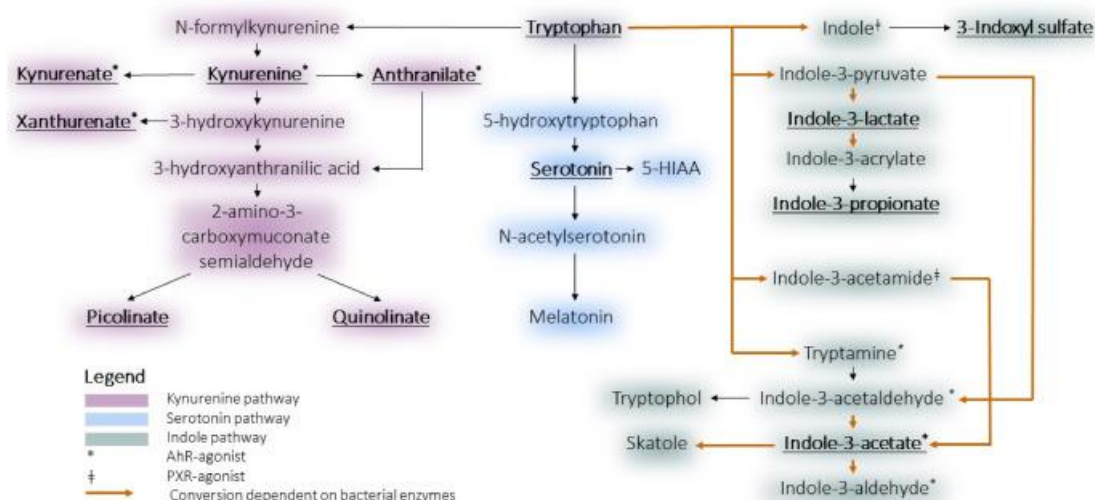 N-formylkynurenine
Tryptophan
Indole‡
3-Indoxyl sulfate
Kynurenate*
Kynurenine*
Anthranilate*
Indole-3-pyruvate
Xanthurenate*
3-hydroxykynurenine
5-hydroxytryptophan
Indole-3-lactate
3-hydroxyanthranilic acid
Serotonin
5-HIAA
Indole-3-acrylate
2-amino-3-
carboxymuconate
semialdehyde
Indole-3-propionate
N-acetylserotonin
Indole-3-acetamide‡
Picolinate
Quinolinate
Melatonin
Tryptamine*
Legend
Kynurenine pathway
Serotonin pathway
Indole pathway
* AhR-agonist
‡ PXR-agonist
Conversion dependent on bacterial enzymes
Tryptophol
Indole-3-acetaldehyde *
Skatole
Indole-3-acetate*
Indole-3-aldehyde*